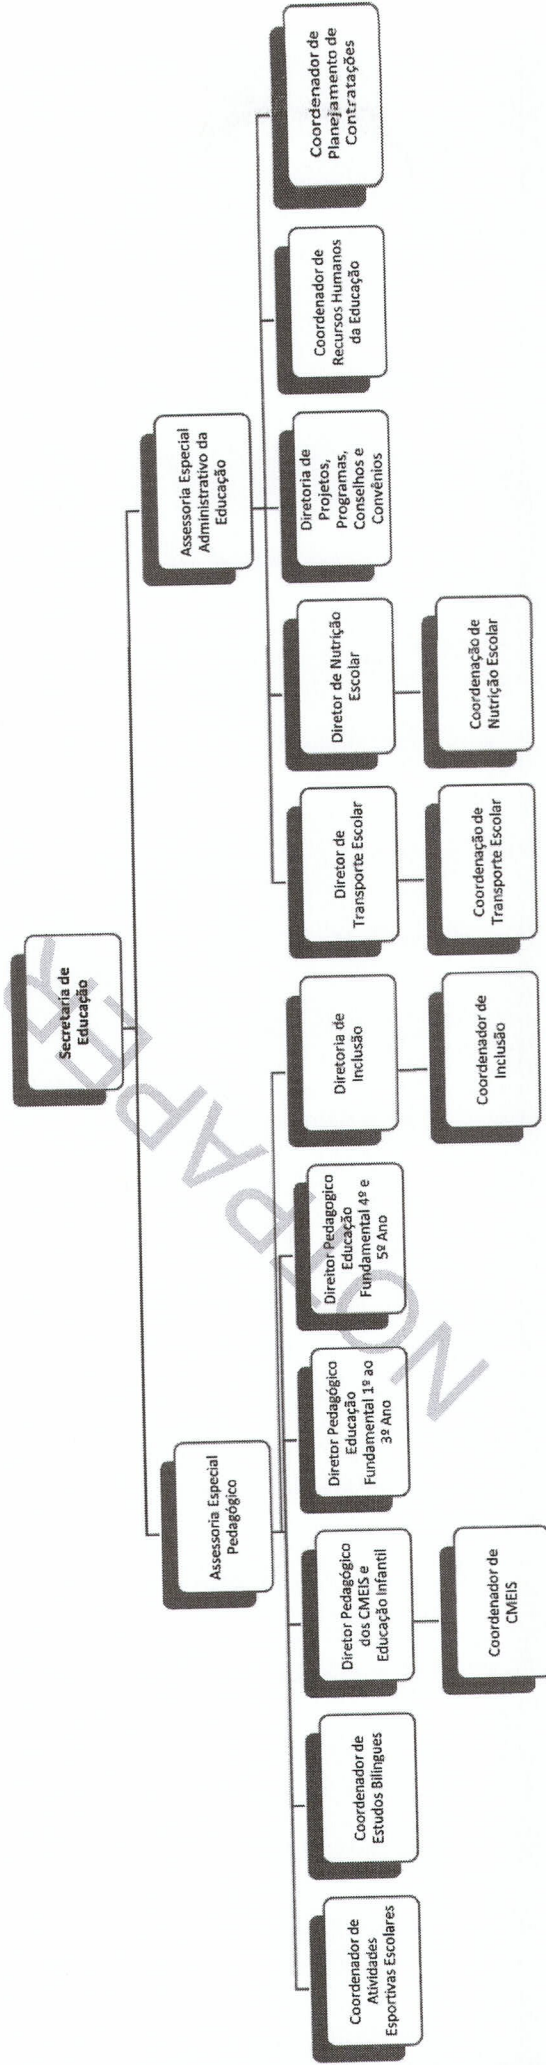 Secretaria de
Educação
Assessoria Especial
Pedagógico
Assessoria Especial
Administrativo da
Educação
Coordenador de
Atividades
Esportivas Escolares
Coordenador de
Estudos Bilingues
Diretor Pedagógico
dos CMEIS e
Educação Infantil
Diretor Pedagógico
Educação
Fundamental 1º ao
3º Ano
Direitor Pedagogico
Educação
Fundamental 4º e
5º Ano
Diretoria de
Inclusão
Diretor de
Transporte Escolar
Diretor de Nutrição
Escolar
Diretoria de
Projetos,
Programas,
Conselhos e
Convênios
Coordenador de
Recursos Humanos
da Educação
Coordenador de
Planejamento de
Contratações
Coordenador de
CMEIS
Coordenador de
Inclusão
Coordenação de
Transporte Escolar
Coordenação de
Nutrição Escolar
NOTPAPER